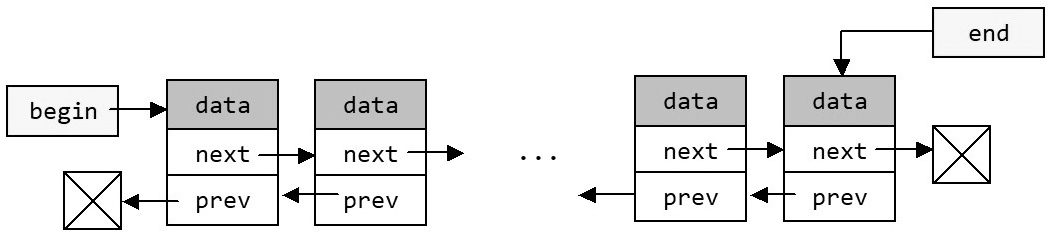 end
begin
data
data
...
data
data
next
next
next
next
prev
prev
prev
prev